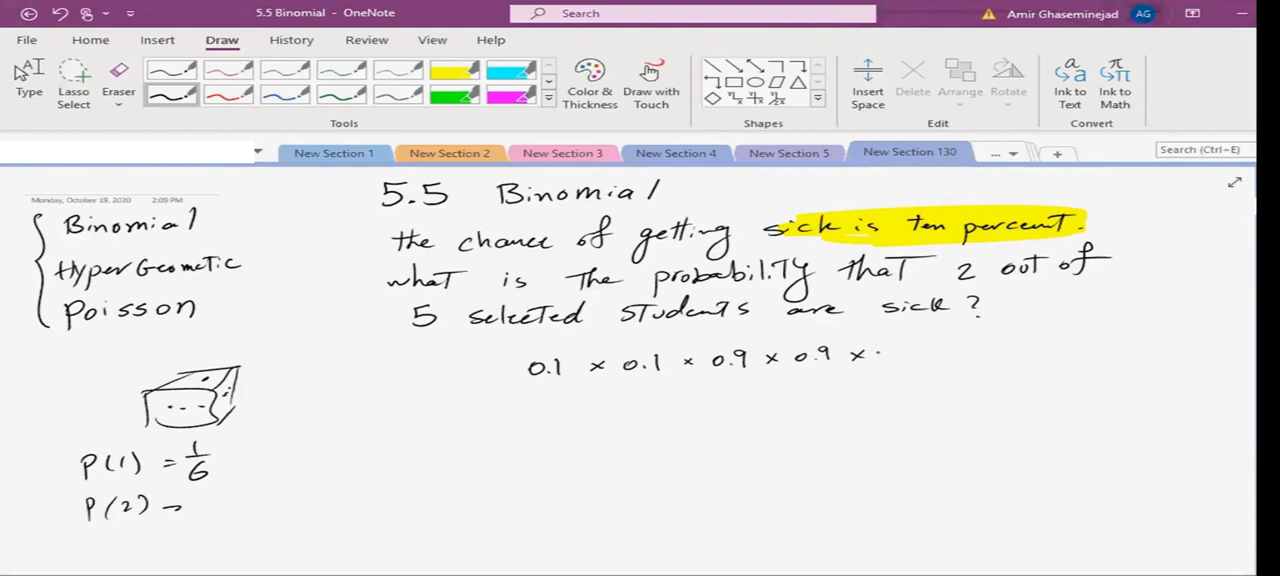 5.5 Binomial - OneNote
Search
Amir Ghaseminejad AG
File Home Insert Draw History Review View Help
Type Lasso Select Eraser Color & Thickness Draw with Touch Insert Space Delete Arrange Rotate Ink to Text Ink to Math
Tools Shapes Edit Convert
New Section 1 New Section 2 New Section 3 New Section 4 New Section 5 New Section 130 ... + Search (Ctrl+E)
Monday, October 19, 2020 2:09 PM
5.5 Binomial
the chance of getting sick is ten percent.
what is the probability that 2 out of
5 selected students are sick?
0.1 × 0.1 × 0.9 × 0.9 ×
Binomial
HyperGeometic
Poisson
P(1) = 1/6
P(2) =